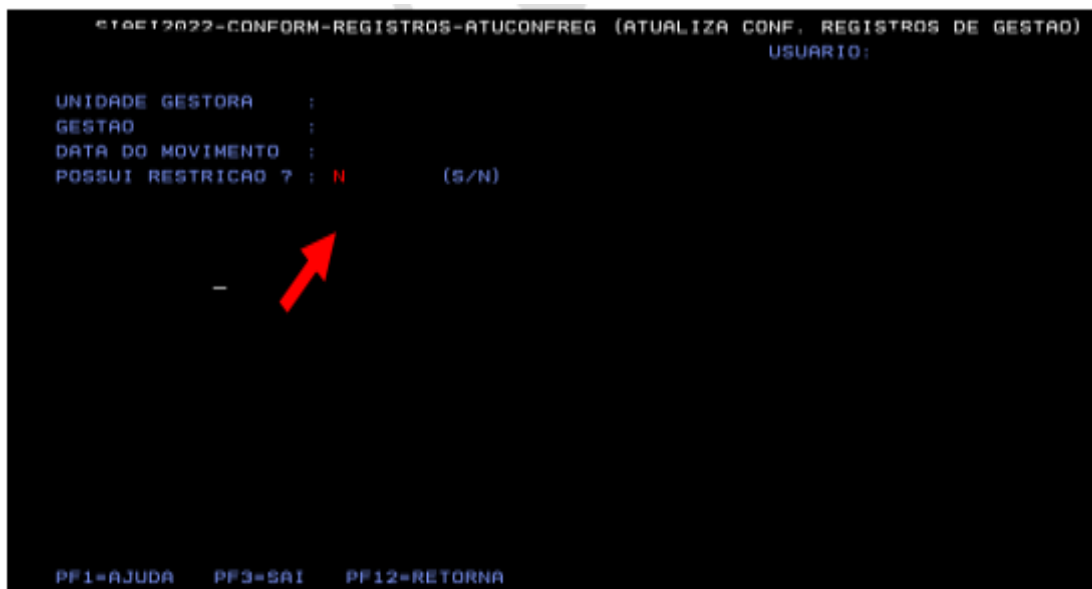 SIAFI2022-CONFORM-REGISTROS-ATUCONFREG (ATUALIZA CONF. REGISTROS DE GESTAO)
USUARIO:
UNIDADE GESTORA :
GESTAO :
DATA DO MOVIMENTO :
POSSUI RESTRICAO ? : N (S/N)
PF1=AJUDA PF3=SAI PF12=RETORNA